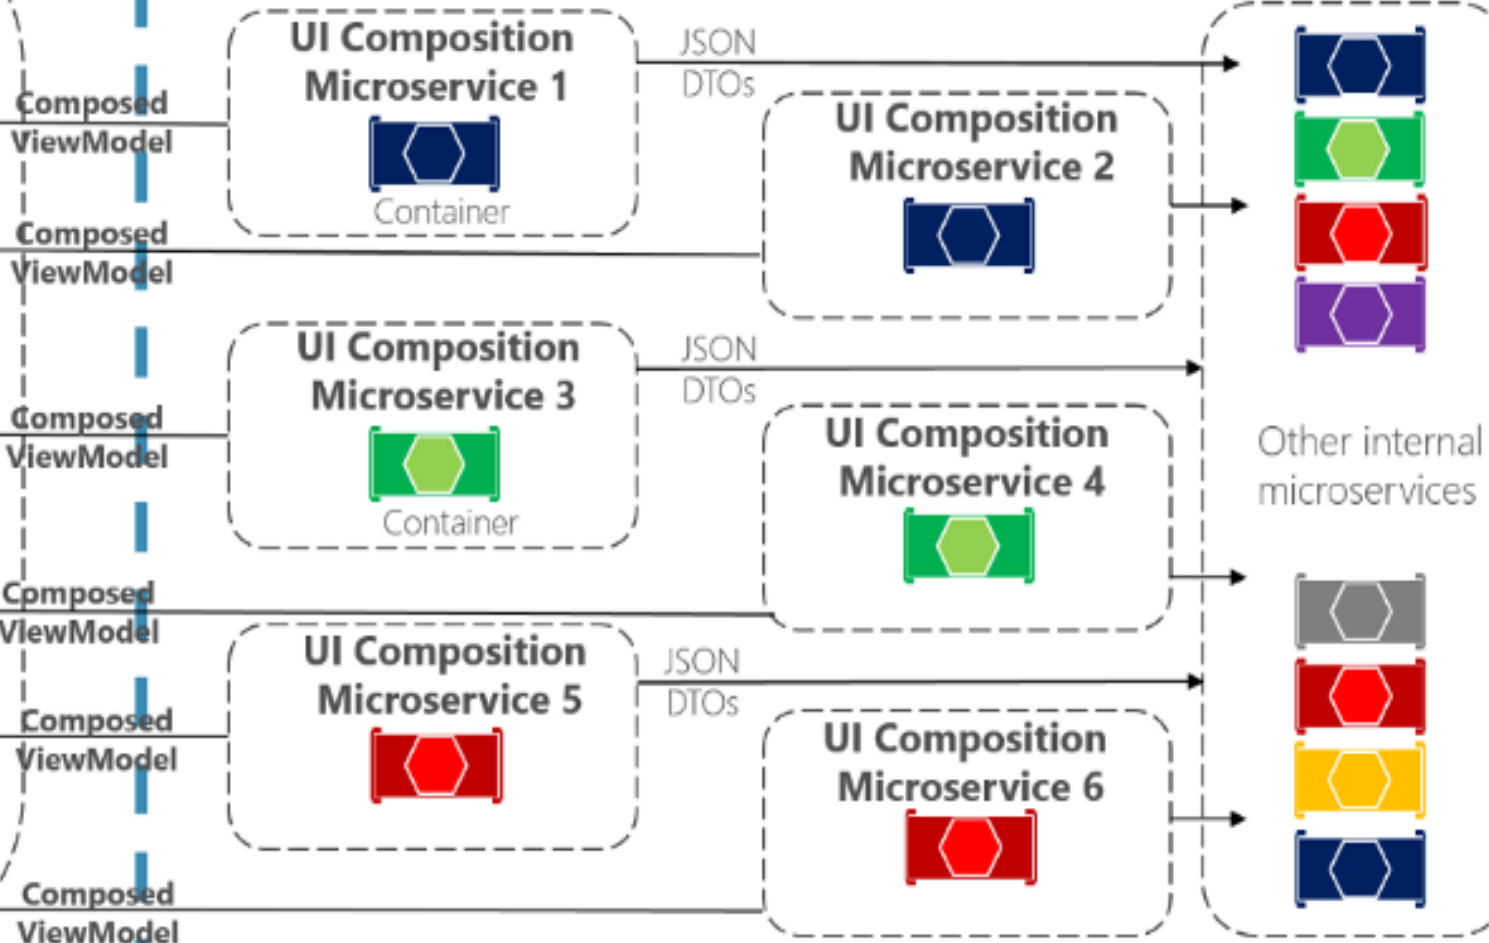 UI Composition
Microservice 1
Container
JSON
DTOs
Composed
ViewModel
UI Composition
Microservice 2
Composed
ViewModel
UI Composition
Microservice 3
Container
JSON
DTOs
Composed
ViewModel
UI Composition
Microservice 4
Other internal
microservices
Composed
ViewModel
UI Composition
Microservice 5
JSON
DTOs
Composed
ViewModel
UI Composition
Microservice 6
Composed
ViewModel